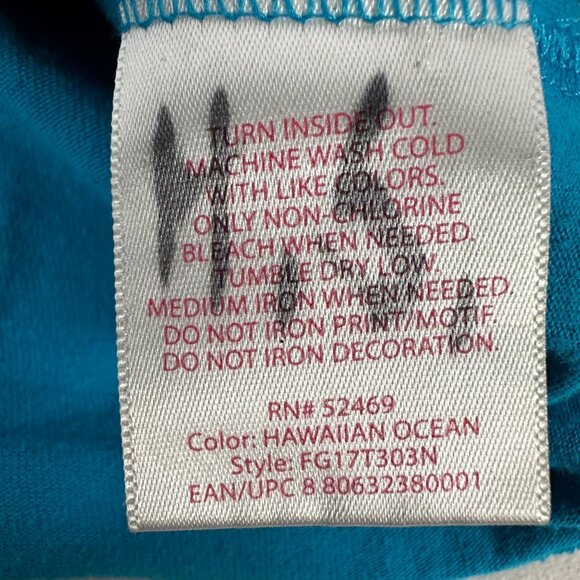 TURN INSIDE OUT.
MACHINE WASH COLD
WITH LIKE COLORS.
ONLY NON-CHLORINE
BLEACH WHEN NEEDED.
TUMBLE DRY LOW.
MEDIUM IRON WHEN NEEDED.
DO NOT IRON PRINT/MOTIF
DO NOT IRON DECORATION.
RN# 52469
Color: HAWAIIAN OCEAN
Style: FG17T303N
EAN/UPC 8 80632380001